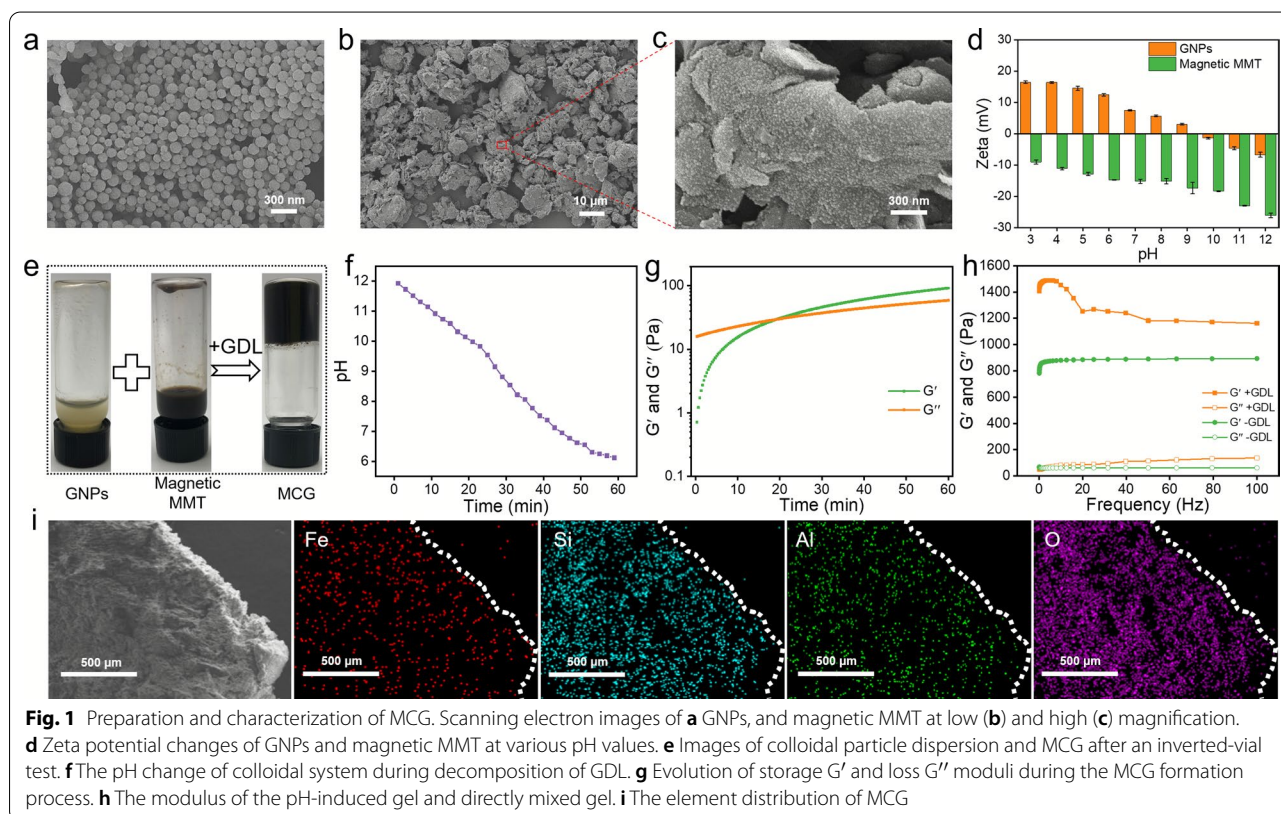 a
300 nm
b
10 µm
c
300 nm
d
GNPs
Magnetic MMT
Zeta (mV)
30
20
10
0
-10
-20
-30
3 4 5 6 7 8 9 10 11 12
pH
e
+GDL
GNPs
Magnetic
MMT
MCG
f
pH
12
11
10
9
8
7
6
0 10 20 30 40 50 60
Time (min)
g
G′ and G″ (Pa)
100
10
1
0.1
G′
G″
0 10 20 30 40 50 60
Time (min)
h
G′ and G″ (Pa)
1600
1400
1200
1000
800
600
400
200
0
G′ +GDL
G″ +GDL
G′ -GDL
G″ -GDL
0 20 40 60 80 100
Frequency (Hz)
i
500 µm
Fe
500 µm
Si
500 µm
Al
500 µm
O
500 µm
Fig. 1 Preparation and characterization of MCG. Scanning electron images of a GNPs, and magnetic MMT at low (b) and high (c) magnification.
d Zeta potential changes of GNPs and magnetic MMT at various pH values. e Images of colloidal particle dispersion and MCG after an inverted-vial
test. f The pH change of colloidal system during decomposition of GDL. g Evolution of storage G′ and loss G″ moduli during the MCG formation
process. h The modulus of the pH-induced gel and directly mixed gel. i The element distribution of MCG